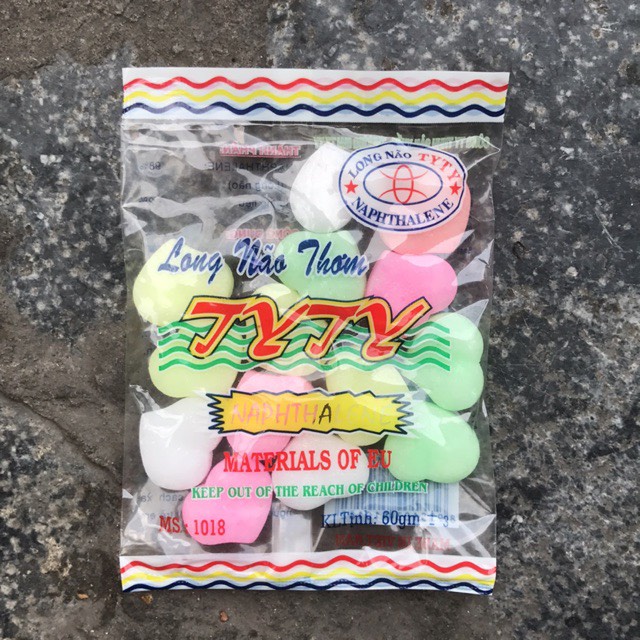 LONG NÃO TYTY
NAPHTHALENE
Long Não Thơm
TYTY
NAPHTHA
MATERIALS OF EU
KEEP OUT OF THE REACH OF CHILDREN
MS: 1018
KLTịnh: 60gm